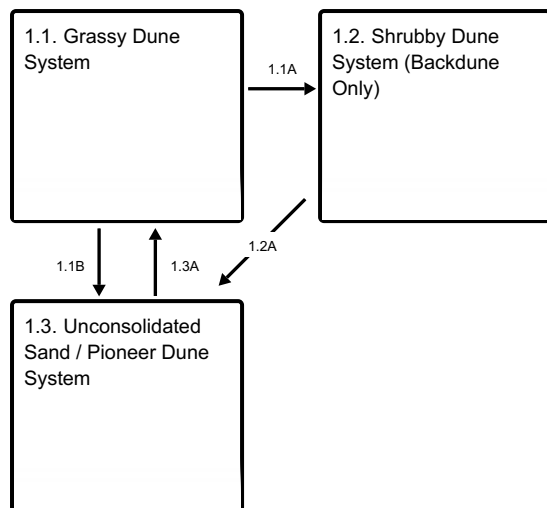 1.1. Grassy Dune
System
1.1A
1.2. Shrubby Dune
System (Backdune
Only)
1.1B
1.3A
1.2A
1.3. Unconsolidated
Sand / Pioneer Dune
System